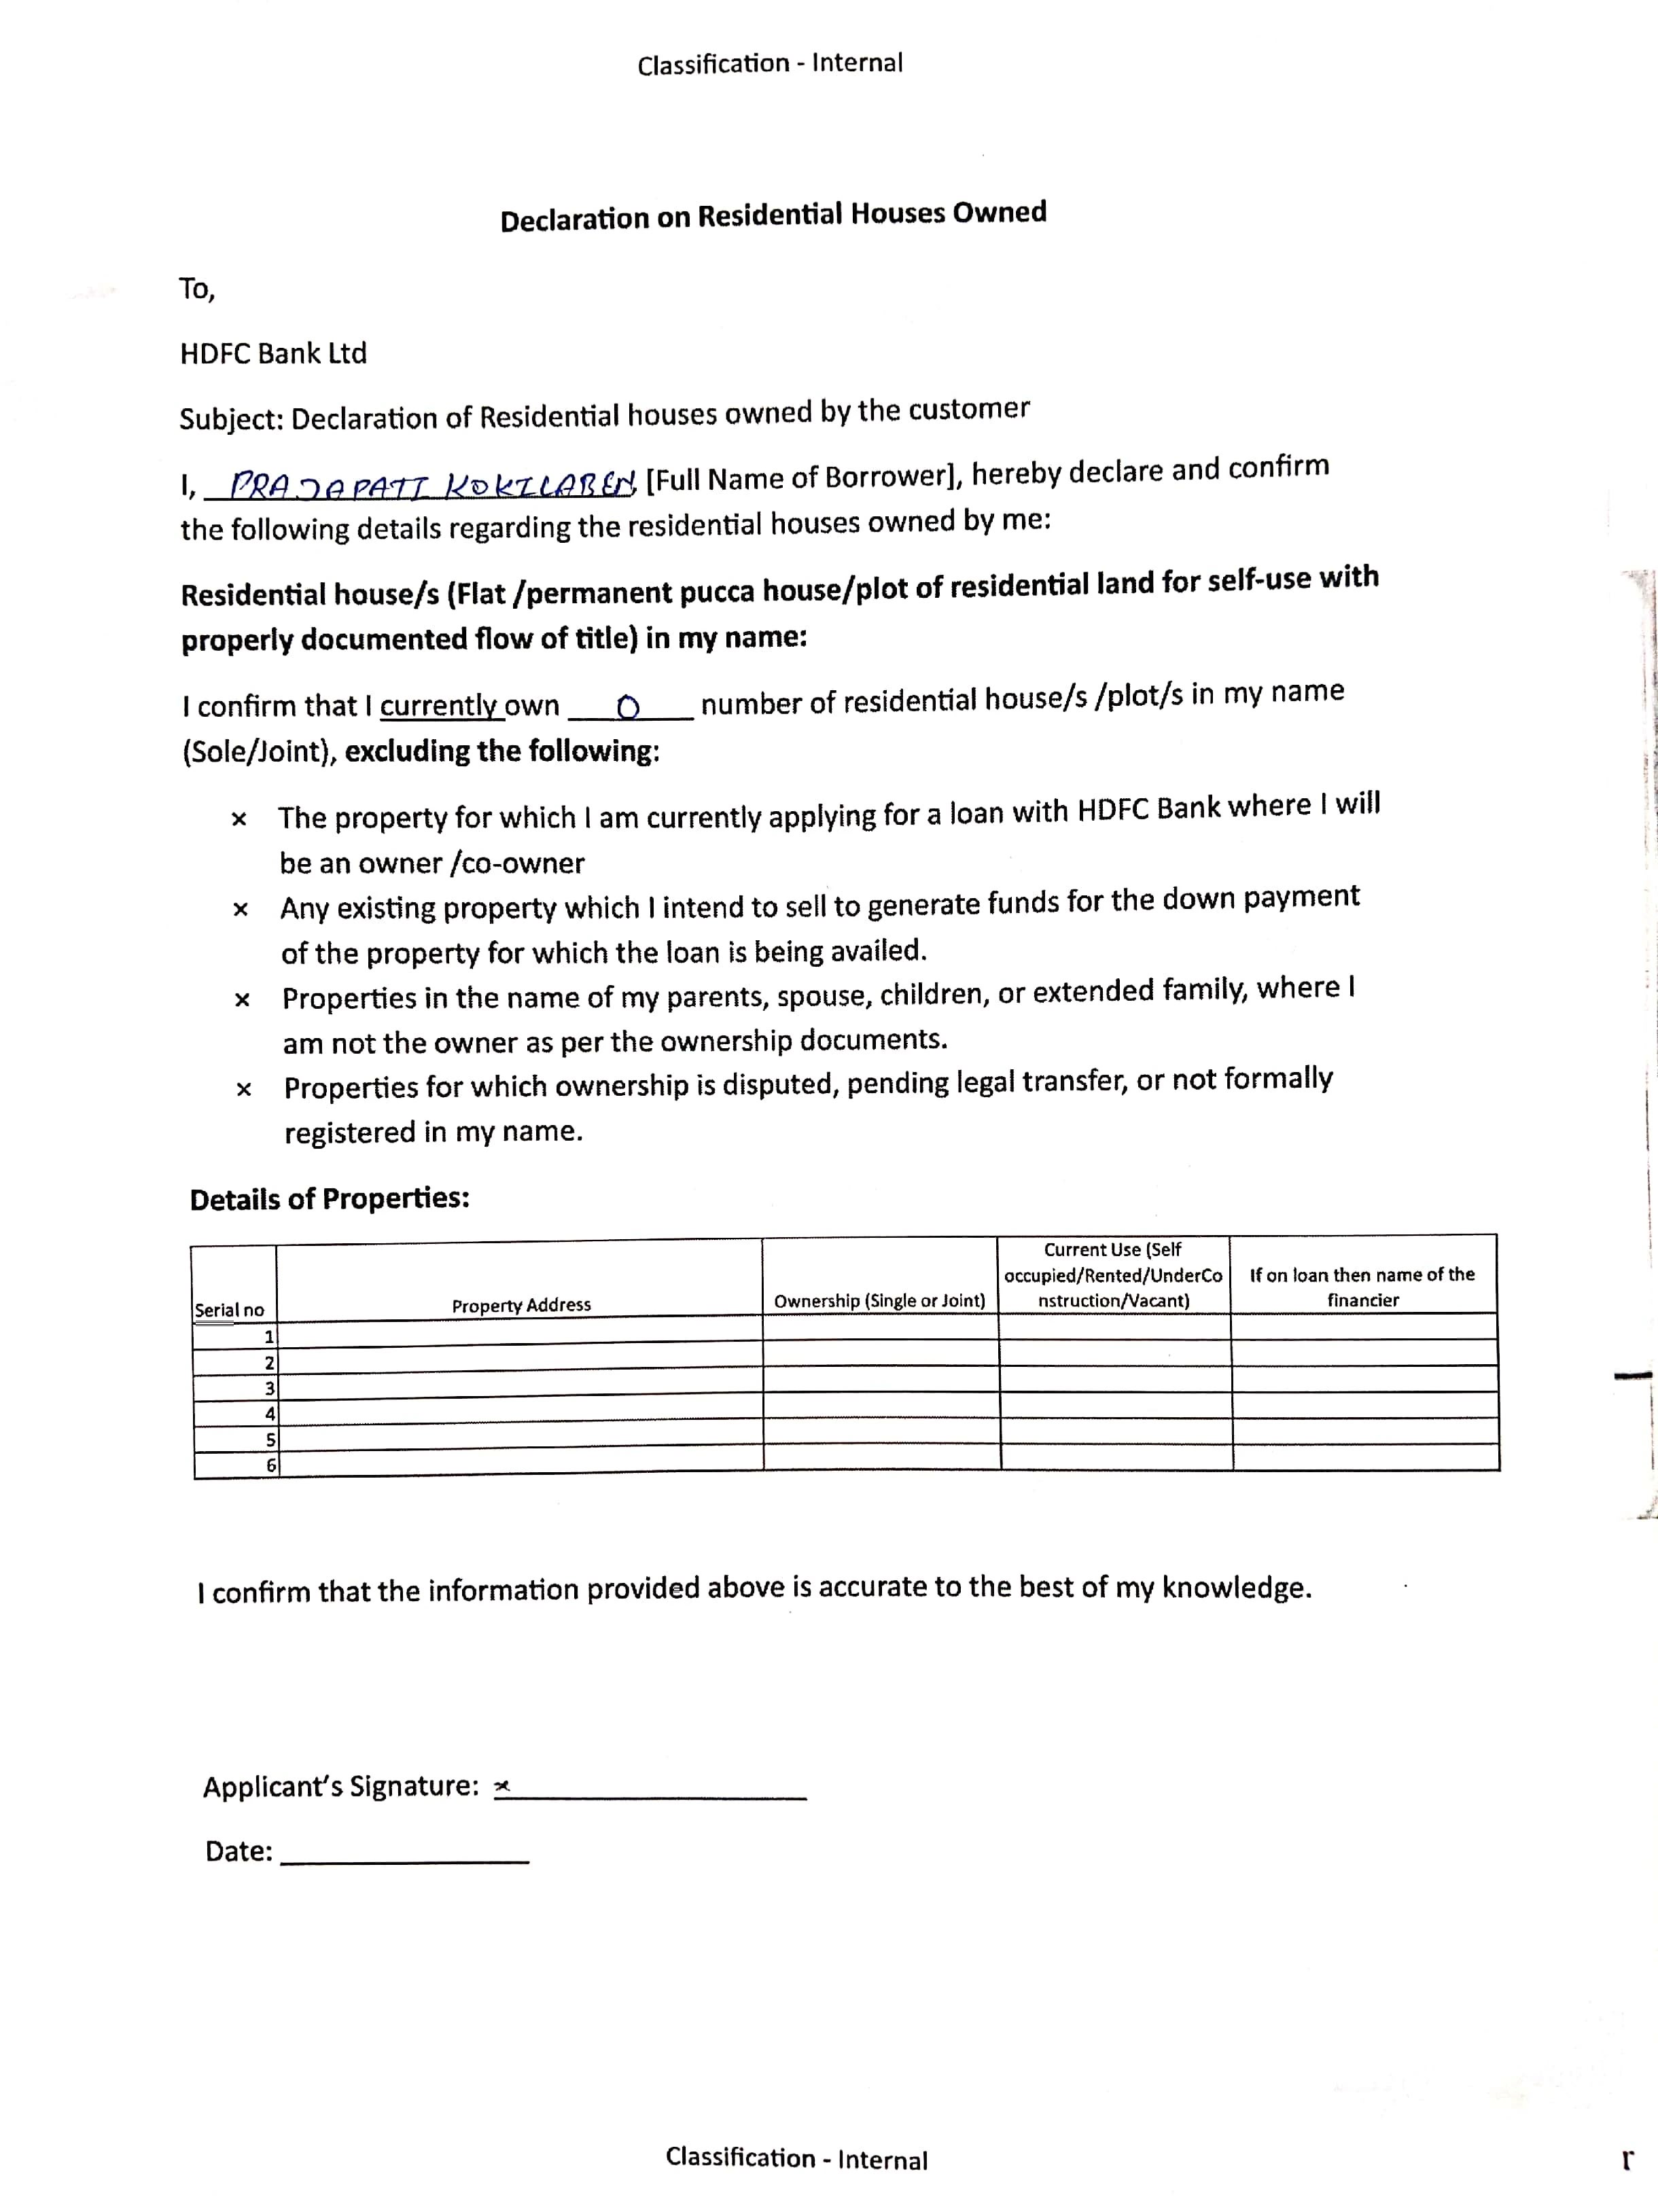 Classification - Internal
Declaration on Residential Houses Owned
To,
HDFC Bank Ltd
Subject: Declaration of Residential houses owned by the customer
I, PRAJAPATI KOKILABEN, [Full Name of Borrower], hereby declare and confirm
the following details regarding the residential houses owned by me:
Residential house/s (Flat /permanent pucca house/plot of residential land for self-use with
properly documented flow of title) in my name:
I confirm that I currently own 0 number of residential house/s /plot/s in my name
(Sole/Joint), excluding the following:
× The property for which I am currently applying for a loan with HDFC Bank where I will
be an owner /co-owner
× Any existing property which I intend to sell to generate funds for the down payment
of the property for which the loan is being availed.
× Properties in the name of my parents, spouse, children, or extended family, where I
am not the owner as per the ownership documents.
× Properties for which ownership is disputed, pending legal transfer, or not formally
registered in my name.
Details of Properties:
Serial no Property Address Ownership (Single or Joint) Current Use (Self
occupied/Rented/UnderCo
nstruction/Vacant) If on loan then name of the
financier
1
2
3
4
5
6
I confirm that the information provided above is accurate to the best of my knowledge.
Applicant's Signature: ×
Date:
Classification - Internal